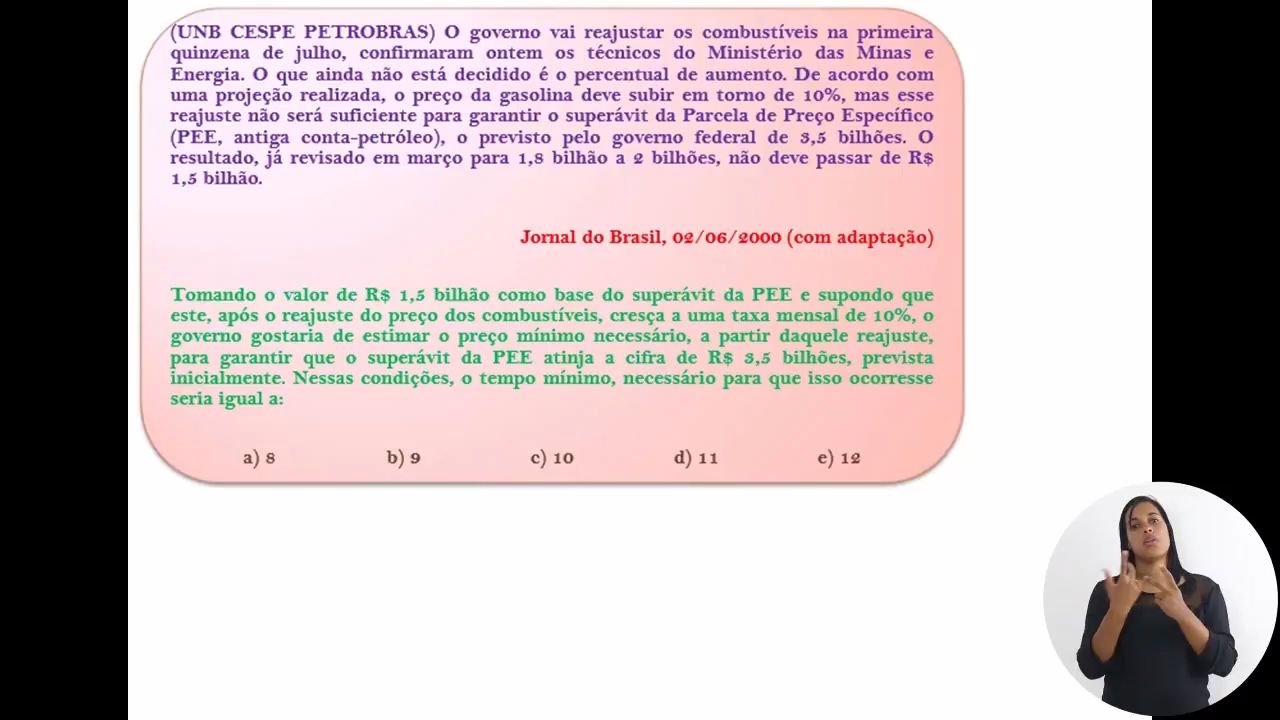 (UNB CESPE PETROBRAS) O governo vai reajustar os combustíveis na primeira
quinzena de julho, confirmaram ontem os técnicos do Ministério das Minas e
Energia. O que ainda não está decidido é o percentual de aumento. De acordo com
uma projeção realizada, o preço da gasolina deve subir em torno de 10%, mas esse
reajuste não será suficiente para garantir o superávit da Parcela de Preço Específico
(PEE, antiga conta-petróleo), o previsto pelo governo federal de 3,5 bilhões. O
resultado, já revisado em março para 1,8 bilhão a 2 bilhões, não deve passar de R$
1,5 bilhão.
Jornal do Brasil, 02/06/2000 (com adaptação)
Tomando o valor de R$ 1,5 bilhão como base do superávit da PEE e supondo que
este, após o reajuste do preço dos combustíveis, cresça a uma taxa mensal de 10%, o
governo gostaria de estimar o preço mínimo necessário, a partir daquele reajuste,
para garantir que o superávit da PEE atinja a cifra de R$ 3,5 bilhões, prevista
inicialmente. Nessas condições, o tempo mínimo, necessário para que isso ocorresse
seria igual a:
a) 8 b) 9 c) 10 d) 11 e) 12